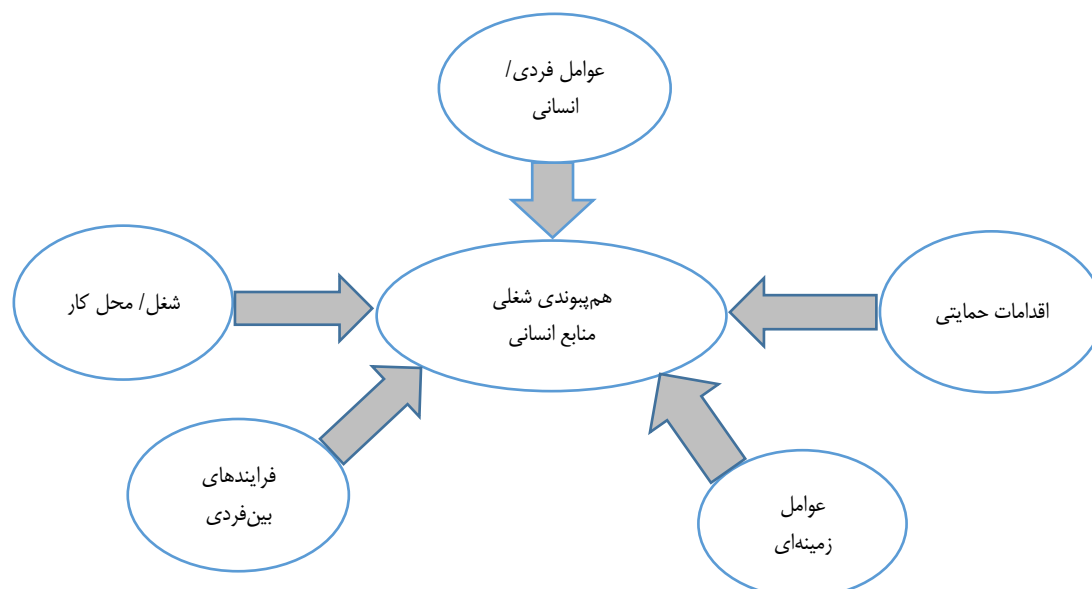 عوامل فردی/
انسانی
هم‌پیوندی شغلی
منابع انسانی
شغل/ محل کار
اقدامات حمایتی
فرایندهای
بین‌فردی
عوامل
زمینه‌ای